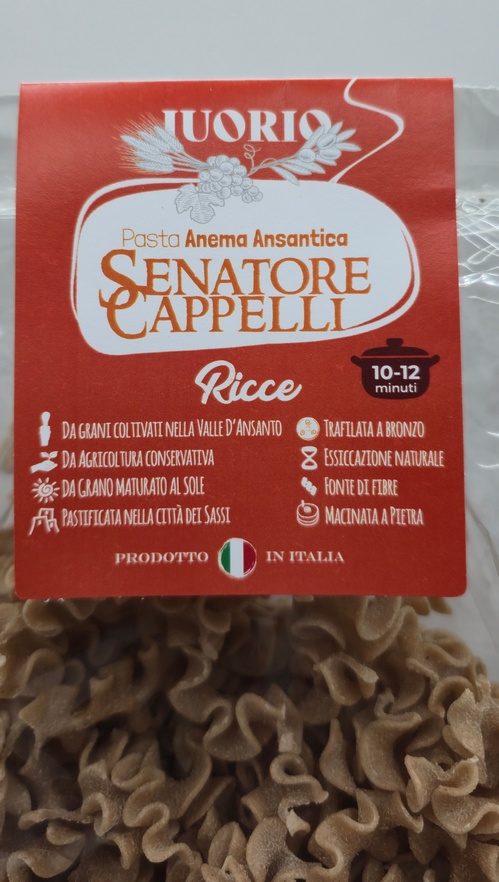 IUORIO
Pasta Anema Ansantica
SENATORE
CAPPELLI
Ricce
10-12
minuti
DA GRANI COLTIVATI NELLA VALLE D'ANSANTO
DA AGRICOLTURA CONSERVATIVA
DA GRANO MATURATO AL SOLE
PASTIFICATA NELLA CITTÀ DEI SASSI
TRAFILATA A BRONZO
ESSICCAZIONE NATURALE
FONTE DI FIBRE
MACINATA A PIETRA
PRODOTTO IN ITALIA